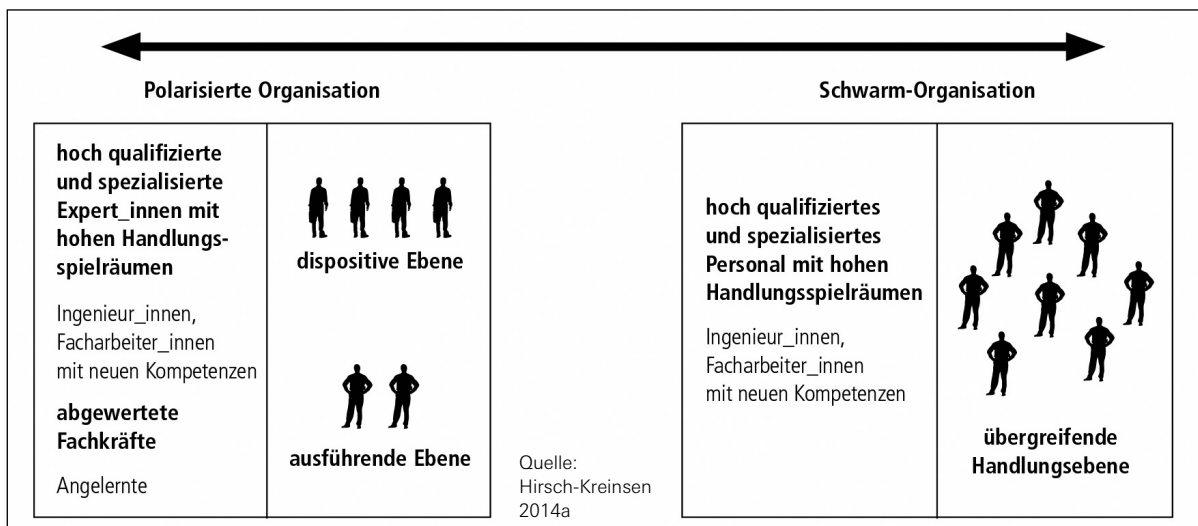 Polarisierte Organisation
hoch qualifizierte
und spezialisierte
Expert_innen mit
hohen Handlungs-
spielräumen
Ingenieur_innen,
Facharbeiter_innen
mit neuen Kompetenzen
abgewertete
Fachkräfte
Angelernte
dispositive Ebene
ausführende Ebene
Quelle:
Hirsch-Kreinsen
2014a
Schwarm-Organisation
hoch qualifiziertes
und spezialisiertes
Personal mit hohen
Handlungsspielräumen
Ingenieur_innen,
Facharbeiter_innen
mit neuen Kompetenzen
übergreifende
Handlungsebene